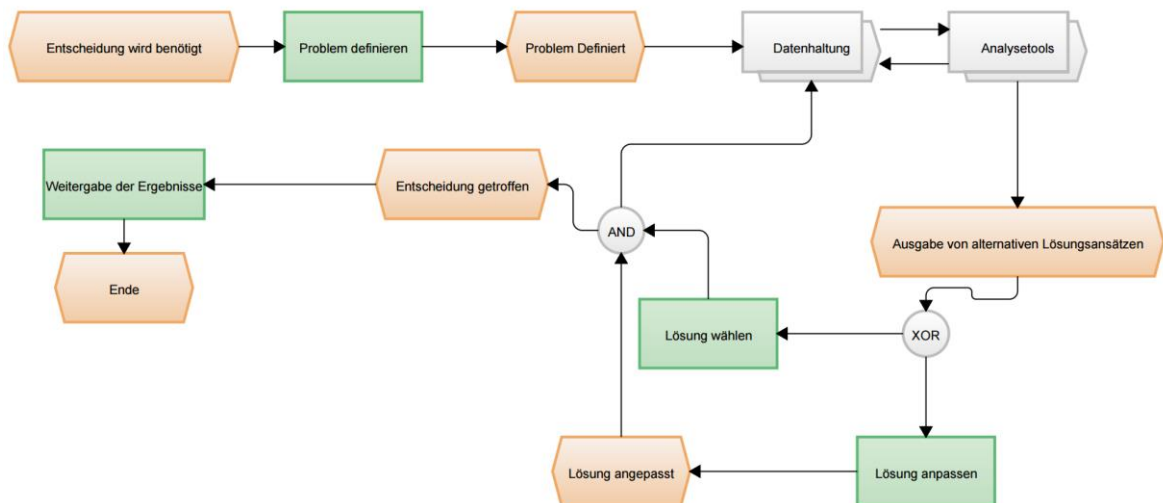 Entscheidung wird benötigt
Problem definieren
Problem Definiert
Datenhaltung
Analysetools
Weitergabe der Ergebnisse
Entscheidung getroffen
AND
Ausgabe von alternativen Lösungsansätzen
Ende
Lösung wählen
XOR
Lösung angepasst
Lösung anpassen